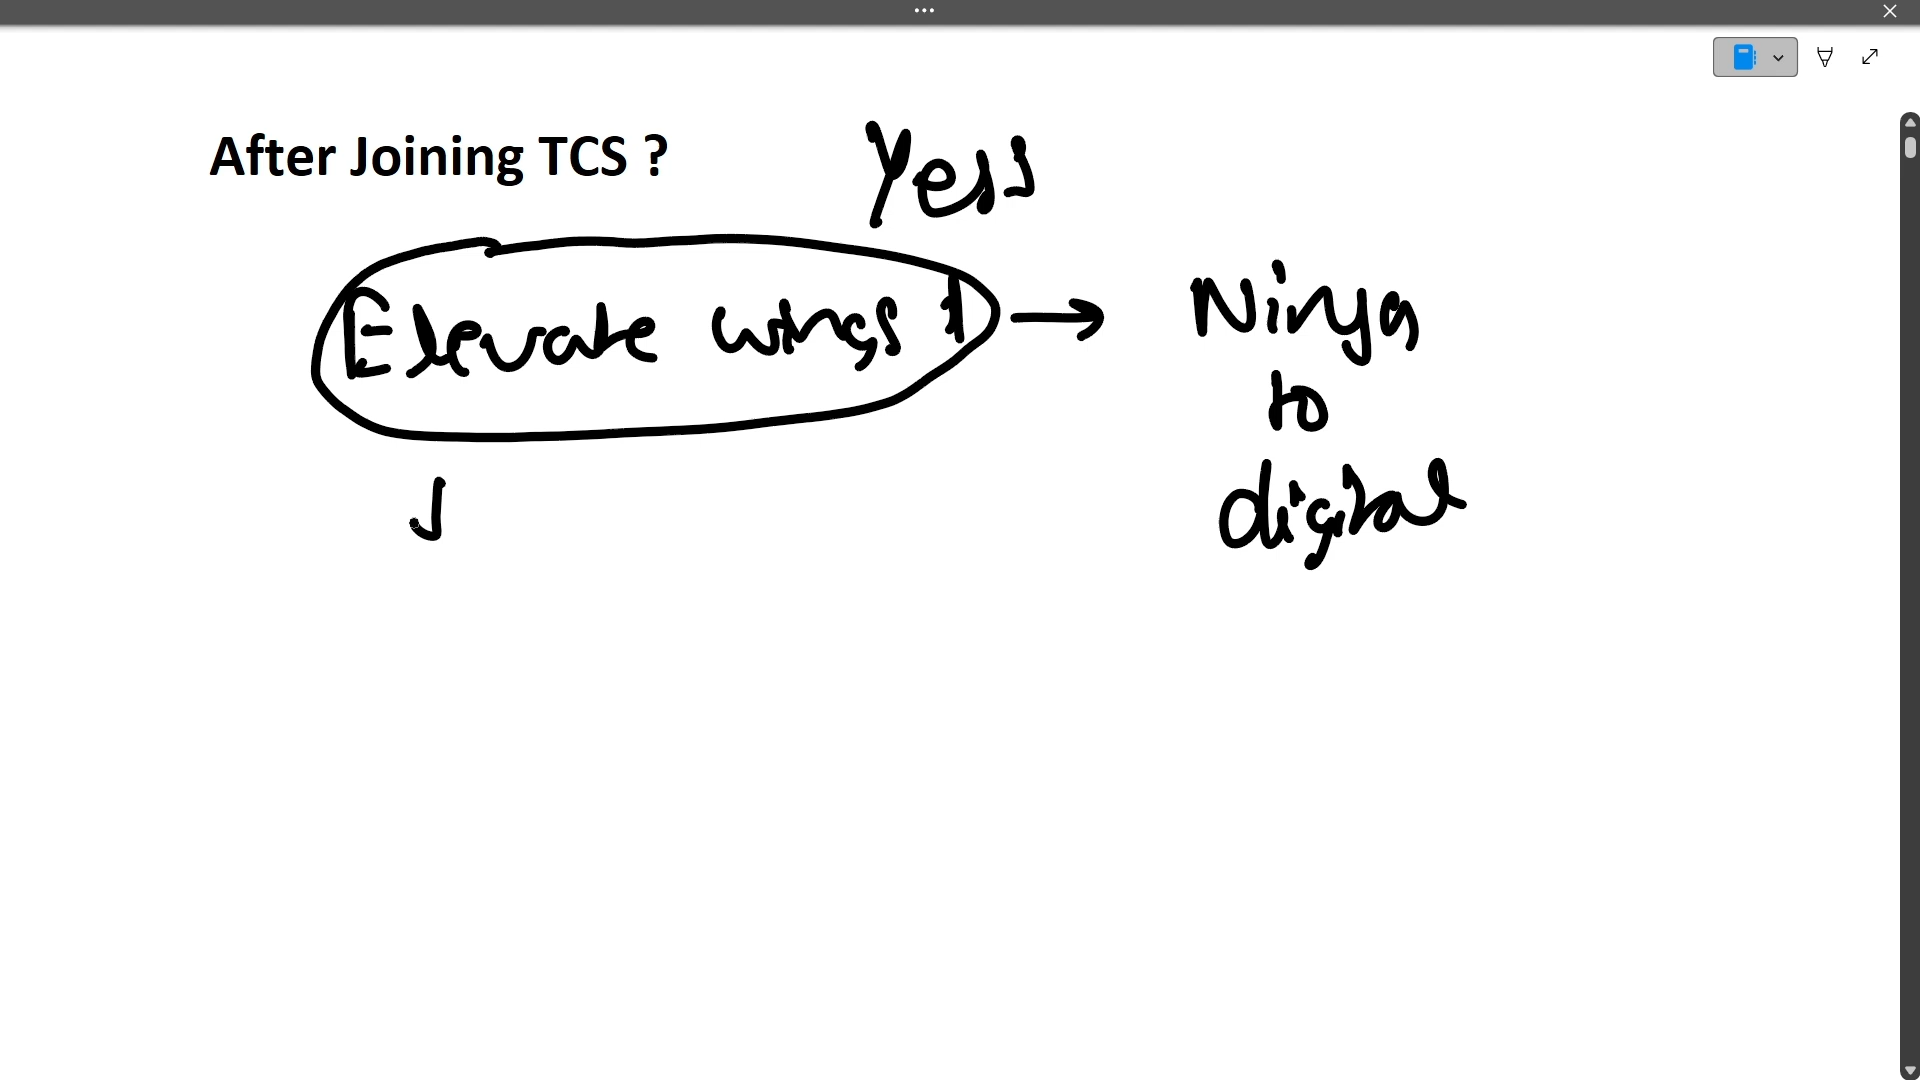 After Joining TCS ? Yess
Elevate wings 1 → Ninja
to
digital
J